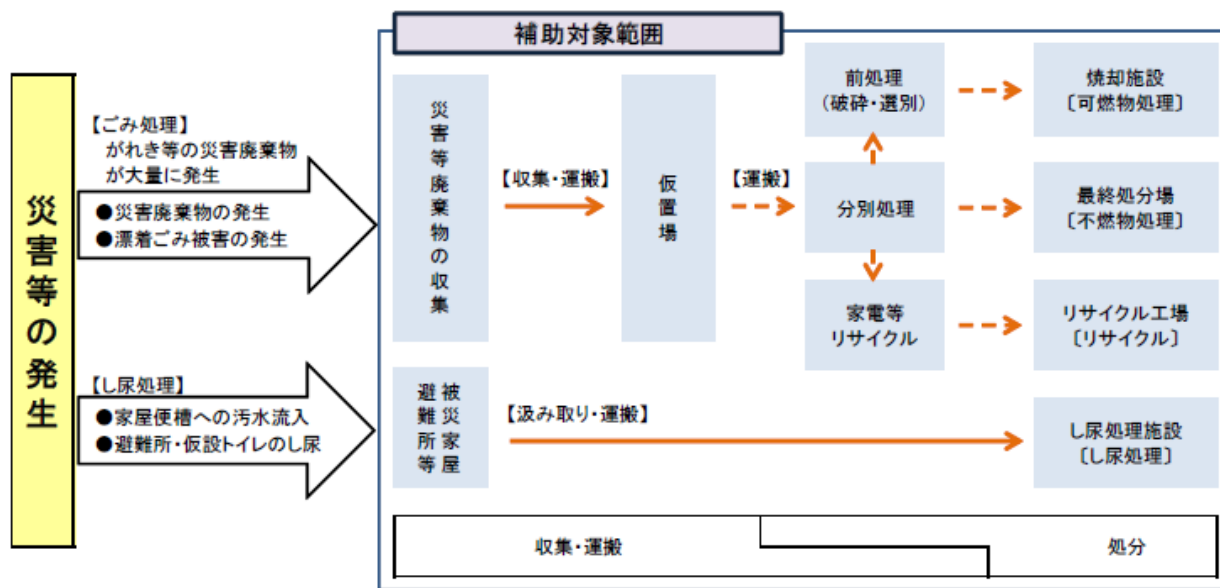 補助対象範囲
災害等の発生
【ごみ処理】
がれき等の災害廃棄物
が大量に発生
●災害廃棄物の発生
●漂着ごみ被害の発生
【し尿処理】
●家屋便槽への汚水流入
●避難所・仮設トイレのし尿
災害等廃棄物の収集
【収集・運搬】
仮置場
【運搬】
前処理
(破砕・選別)
分別処理
家電等
リサイクル
焼却施設
〔可燃物処理〕
最終処分場
〔不燃物処理〕
リサイクル工場
〔リサイクル〕
被災家屋
避難所等
【汲み取り・運搬】
し尿処理施設
〔し尿処理〕
収集・運搬
処分